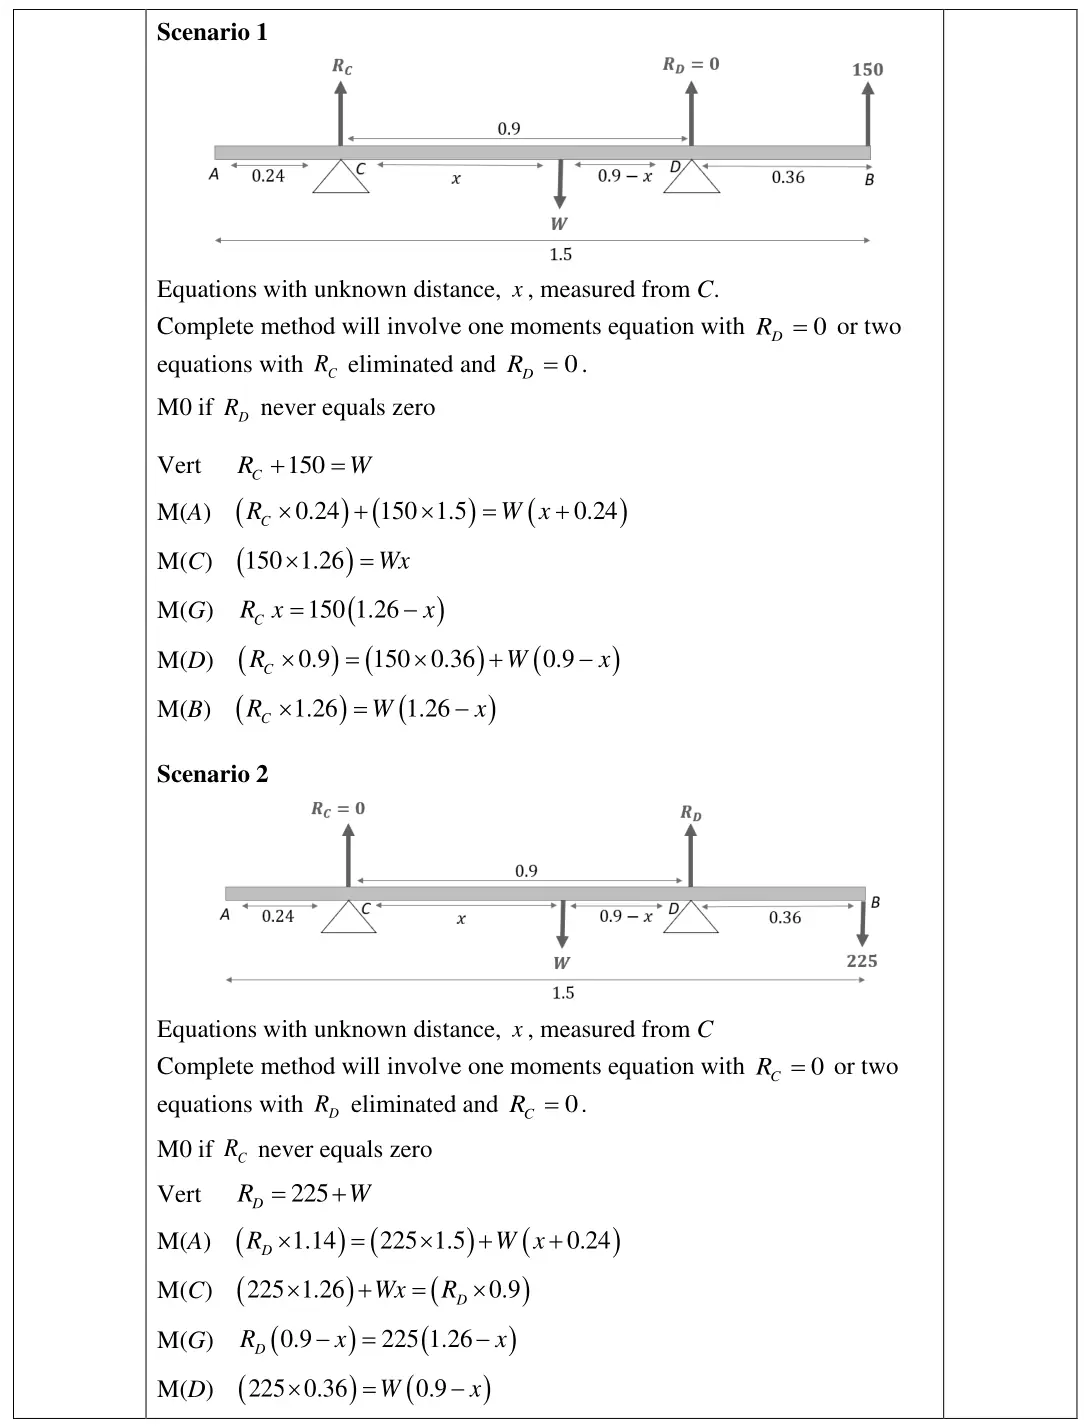 Scenario 1
R_C R_D = 0 150
0.9
A 0.24 C x 0.9 − x D 0.36 B
W
1.5
Equations with unknown distance, x, measured from C.
Complete method will involve one moments equation with R_D = 0 or two
equations with R_C eliminated and R_D = 0.
M0 if R_D never equals zero
Vert R_C + 150 = W
M(A) (R_C × 0.24) + (150 × 1.5) = W(x + 0.24)
M(C) (150 × 1.26) = Wx
M(G) R_C x = 150(1.26 − x)
M(D) (R_C × 0.9) = (150 × 0.36) + W(0.9 − x)
M(B) (R_C × 1.26) = W(1.26 − x)
Scenario 2
R_C = 0 R_D
0.9
A 0.24 C x 0.9 − x D 0.36 B
W 225
1.5
Equations with unknown distance, x, measured from C
Complete method will involve one moments equation with R_C = 0 or two
equations with R_D eliminated and R_C = 0.
M0 if R_C never equals zero
Vert R_D = 225 + W
M(A) (R_D × 1.14) = (225 × 1.5) + W(x + 0.24)
M(C) (225 × 1.26) + Wx = (R_D × 0.9)
M(G) R_D(0.9 − x) = 225(1.26 − x)
M(D) (225 × 0.36) = W(0.9 − x)